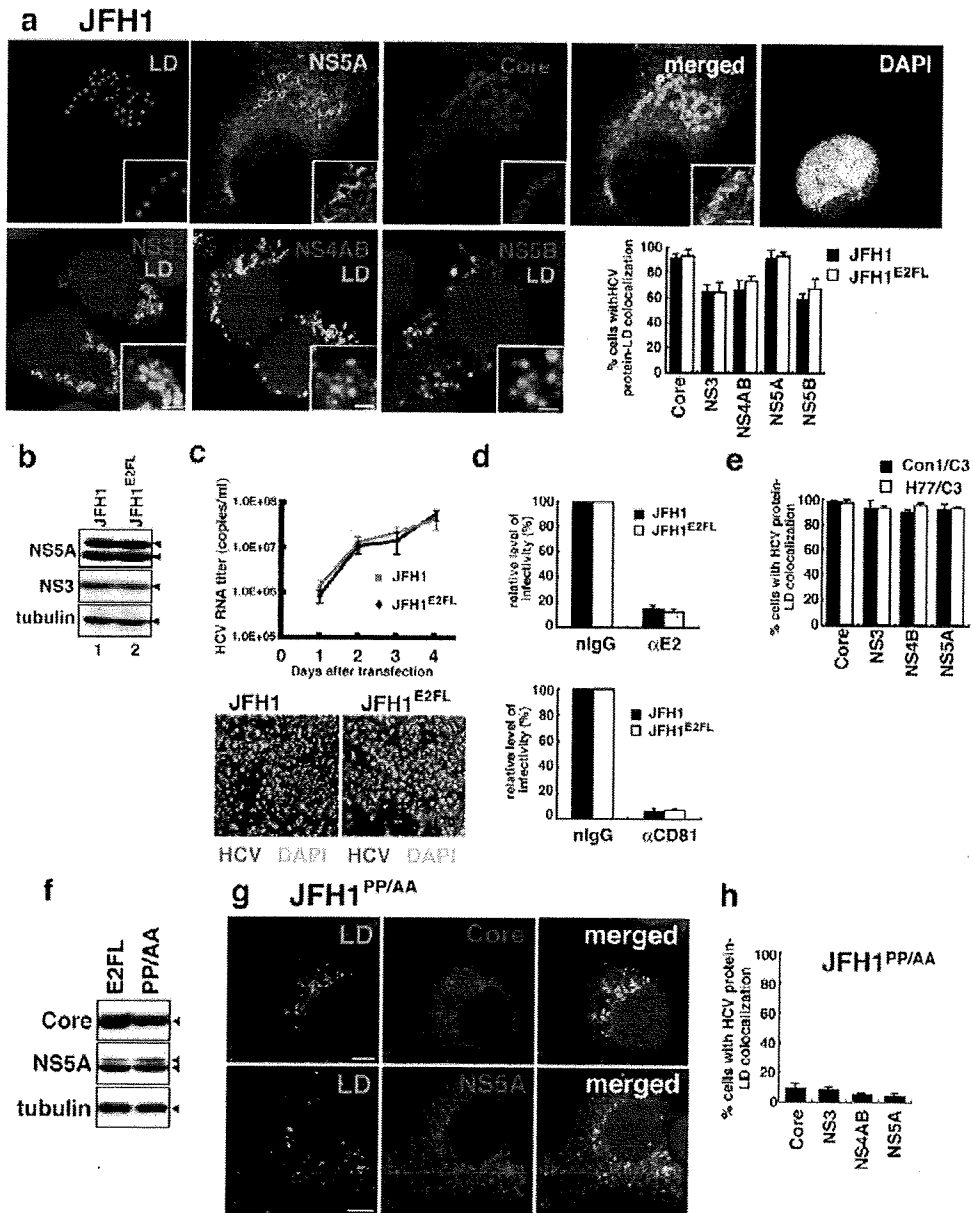 a JFH1
LD
NS5A
Core
merged
DAPI
NS3
LD
NS4AB
LD
NS5B
LD
% cells with HCV
protein-LD colocalization
100
80
60
40
20
0
JFH1
JFH1E2FL
Core
NS3
NS4AB
NS5A
NS5B
b
JFH1
JFH1E2FL
NS5A
NS3
tubulin
1 2
c
HCV RNA titer (copies/ml)
1.0E+08
1.0E+07
1.0E+06
1.0E+05
JFH1
JFH1E2FL
0 1 2 3 4
Days after transfection
JFH1
JFH1E2FL
HCV DAPI
HCV DAPI
d
relative level of
infectivity (%)
100
80
60
40
20
0
JFH1
JFH1E2FL
nIgG αE2
relative level of
infectivity (%)
100
80
60
40
20
0
JFH1
JFH1E2FL
nIgG αCD81
e
Con1/C3
H77/C3
% cells with HCV protein-
LD colocalization
100
80
60
40
20
0
Core
NS3
NS4B
NS5A
f
E2FL
PP/AA
Core
NS5A
tubulin
g JFH1PP/AA
LD
Core
merged
LD
NS5A
merged
h
JFH1PP/AA
% cells with HCV protein-
LD colocalization
100
80
60
40
20
0
Core
NS3
NS4AB
NS5A